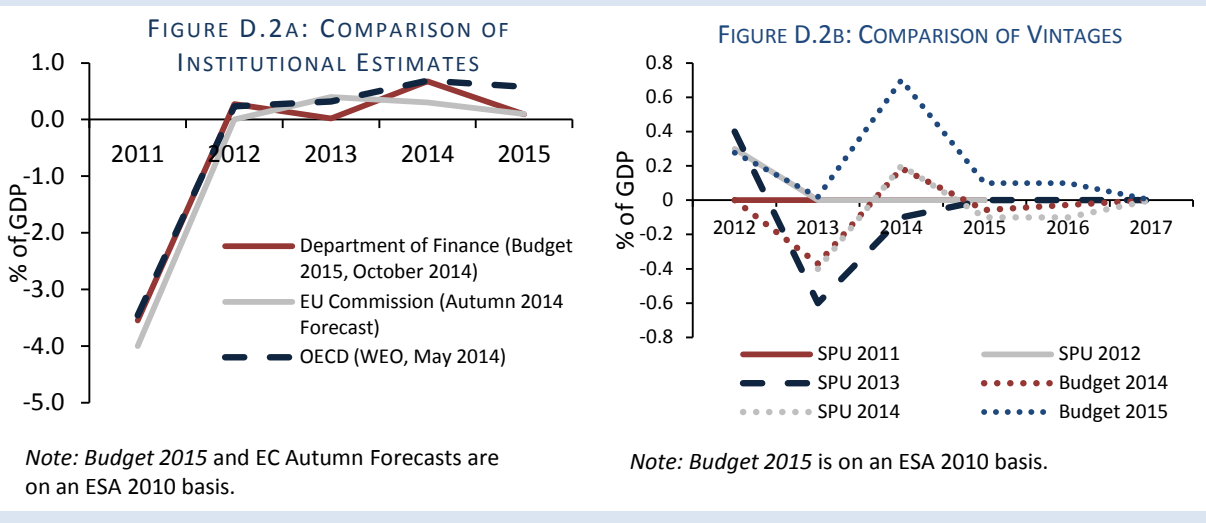 FIGURE D.2A: COMPARISON OF
INSTITUTIONAL ESTIMATES
1.0
0.0
-1.0
-2.0
-3.0
-4.0
-5.0
% of GDP
2011
2012
2013
2014
2015
Department of Finance (Budget
2015, October 2014)
EU Commission (Autumn 2014
Forecast)
OECD (WEO, May 2014)
Note: Budget 2015 and EC Autumn Forecasts are
on an ESA 2010 basis.
FIGURE D.2B: COMPARISON OF VINTAGES
0.8
0.6
0.4
0.2
0
-0.2
-0.4
-0.6
-0.8
% of GDP
2012
2013
2014
2015
2016
2017
SPU 2011
SPU 2012
SPU 2013
Budget 2014
SPU 2014
Budget 2015
Note: Budget 2015 is on an ESA 2010 basis.